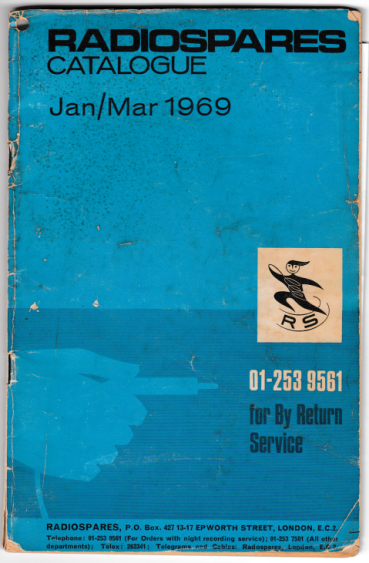 RADIOSPARES
CATALOGUE
Jan/Mar 1969
RS
01-253 9561
for By Return
Service
RADIOSPARES, P.O. Box. 427 13-17 EPWORTH STREET, LONDON, E.C.2.
Telephone: 01-253 9561 (For Orders with night recording service); 01-253 7501 (All other
departments); Telex: 262341; Telegrams and Cables: Radiospares, London, E.C.2.